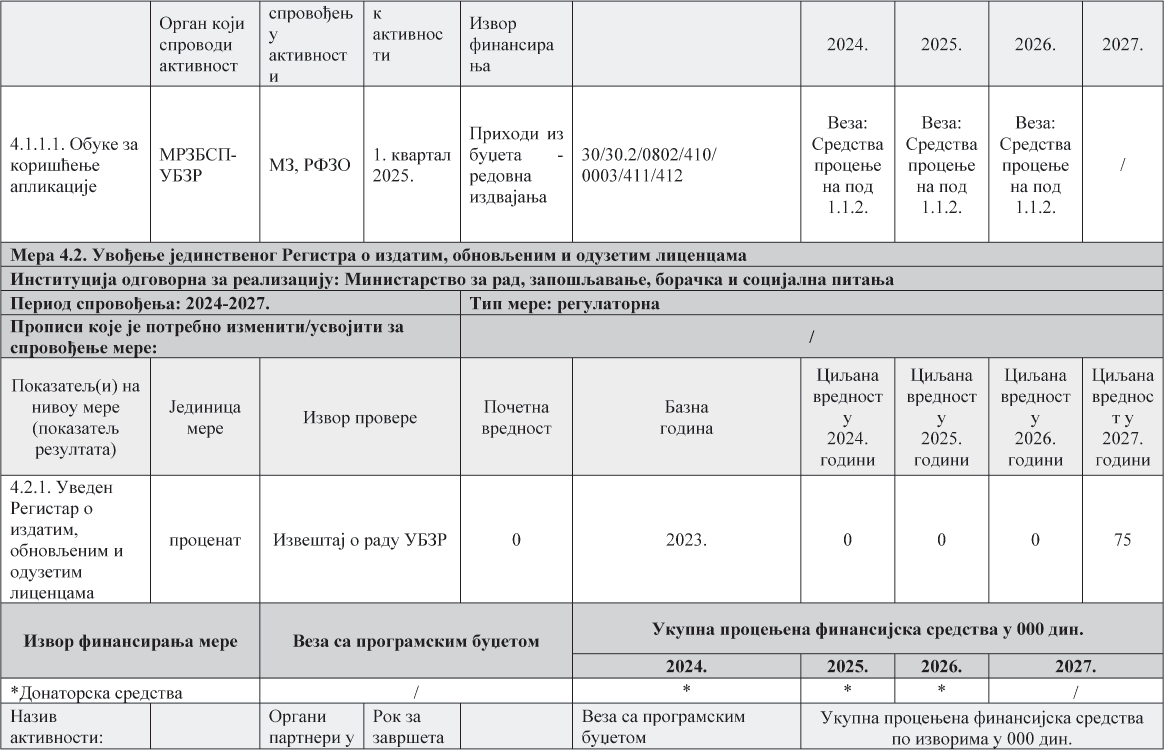 Орган који
спроводи
активност
спровођењ
у
активност
и
к
активнос
ти
Извор
финансира
ња
2024.
2025.
2026.
2027.
4.1.1.1. Обуке за
коришћење
апликације
МРЗБСП-
УБЗР
МЗ, РФЗО
1. квартал
2025.
Приходи из
буџета -
редовна
издвајања
30/30.2/0802/410/
0003/411/412
Веза:
Средства
процење
на под
1.1.2.
Веза:
Средства
процење
на под
1.1.2.
Веза:
Средства
процење
на под
1.1.2.
/
Мера 4.2. Увођење јединственог Регистра о издатим, обновљеним и одузетим лиценцама
Институција одговорна за реализацију: Министарство за рад, запошљавање, борачка и социјална питања
Период спровођења: 2024-2027.
Тип мере: регулаторна
Прописи које је потребно изменити/усвојити за
спровођење мере:
/
Показатељ(и) на
нивоу мере
(показатељ
резултата)
Јединица
мере
Извор провере
Почетна
вредност
Базна
година
Циљана
вредност
у
2024.
години
Циљана
вредност
у
2025.
години
Циљана
вредност
у
2026.
години
Циљана
вреднос
т у
2027.
години
4.2.1. Уведен
Регистар о
издатим,
обновљеним и
одузетим
лиценцама
проценат
Извештај о раду УБЗР
0
2023.
0
0
0
75
Извор финансирања мере
Веза са програмским буџетом
Укупна процењена финансијска средства у 000 дин.
2024.
2025.
2026.
2027.
*Донаторска средства
/
*
*
*
/
Назив
активности:
Органи
партнери у
Рок за
завршета
Веза са програмским
буџетом
Укупна процењена финансијска средства
по изворима у 000 дин.